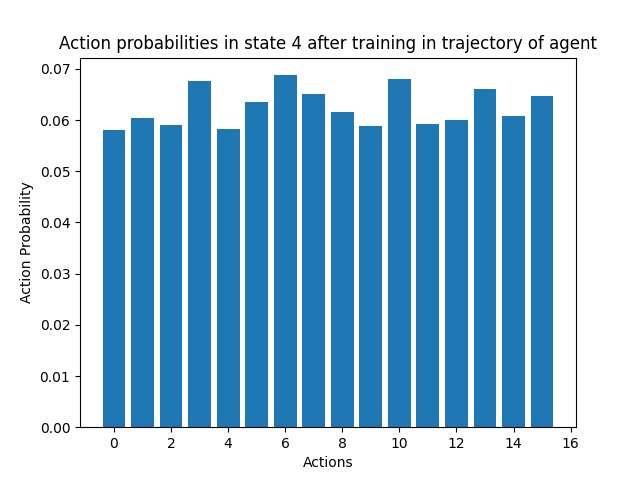 Action probabilities in state 4 after training in trajectory of agent
0.07
0.06
0.05
0.04
0.03
0.02
0.01
0.00
Action Probability
0 2 4 6 8 10 12 14 16
Actions